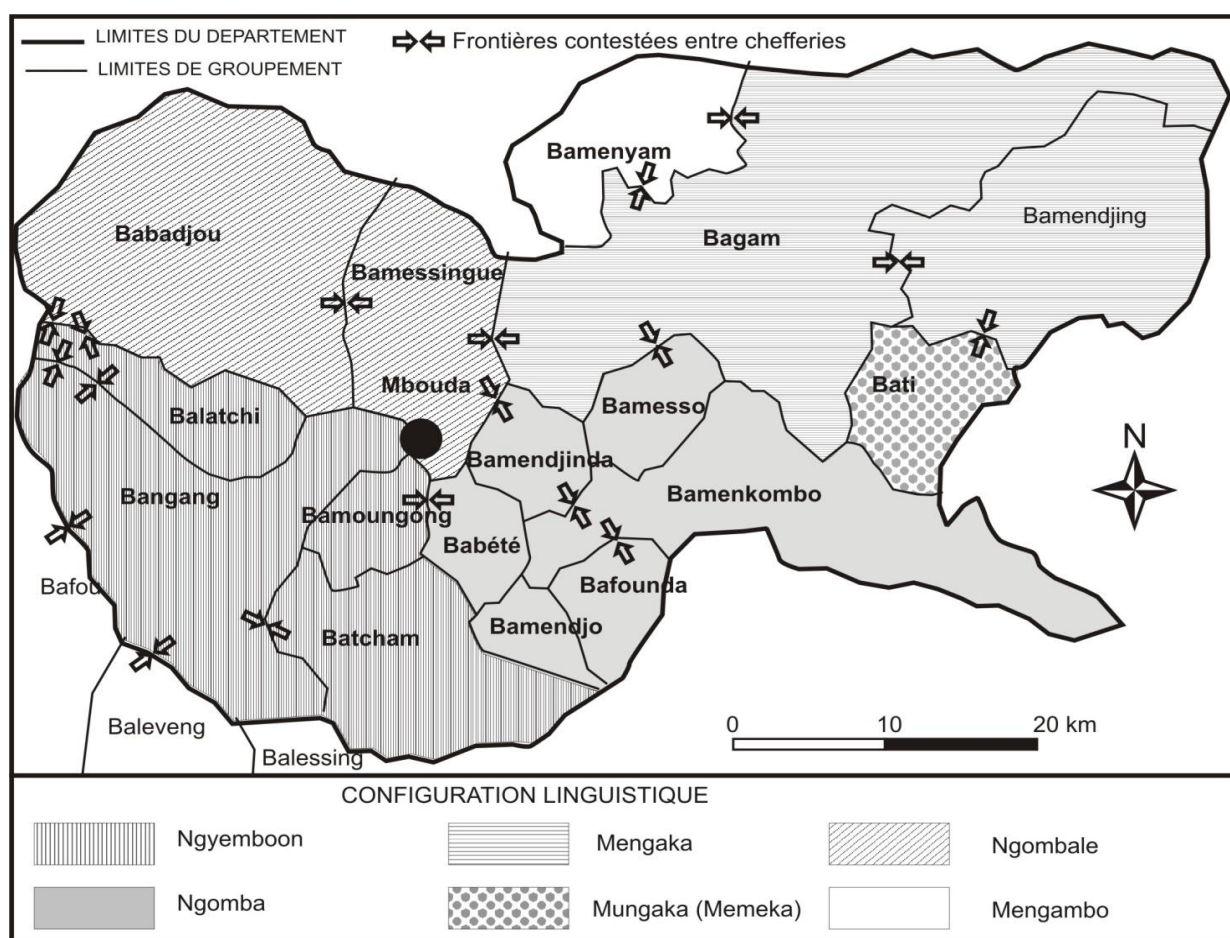 LIMITES DU DEPARTEMENT
Frontières contestées entre chefferies
LIMITES DE GROUPEMENT
Bamenyam
Bamendjing
Babadjou
Bagam
Bamessingue
Mbouda
Bati
Balatchi
Bamesso
Bamendjinda
N
Bangang
Bamenkombo
Bamoungong
Babété
Bafou
Bafounda
Batcham
Bamendjo
Baleveng
0 10 20 km
Balessing
CONFIGURATION LINGUISTIQUE
Ngyemboon
Mengaka
Ngombale
Ngomba
Mungaka (Memeka)
Mengambo